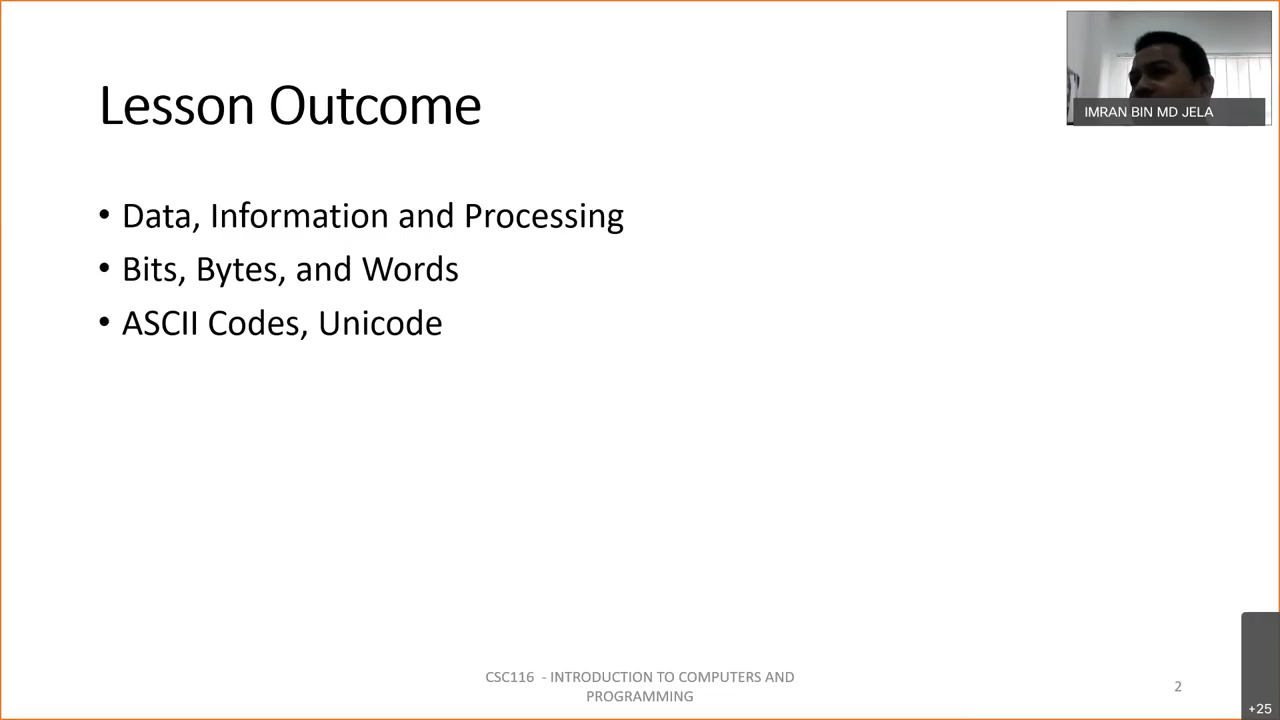 IMRAN BIN MD JELA
Lesson Outcome
• Data, Information and Processing
• Bits, Bytes, and Words
• ASCII Codes, Unicode
CSC116 - INTRODUCTION TO COMPUTERS AND
PROGRAMMING
2
+25